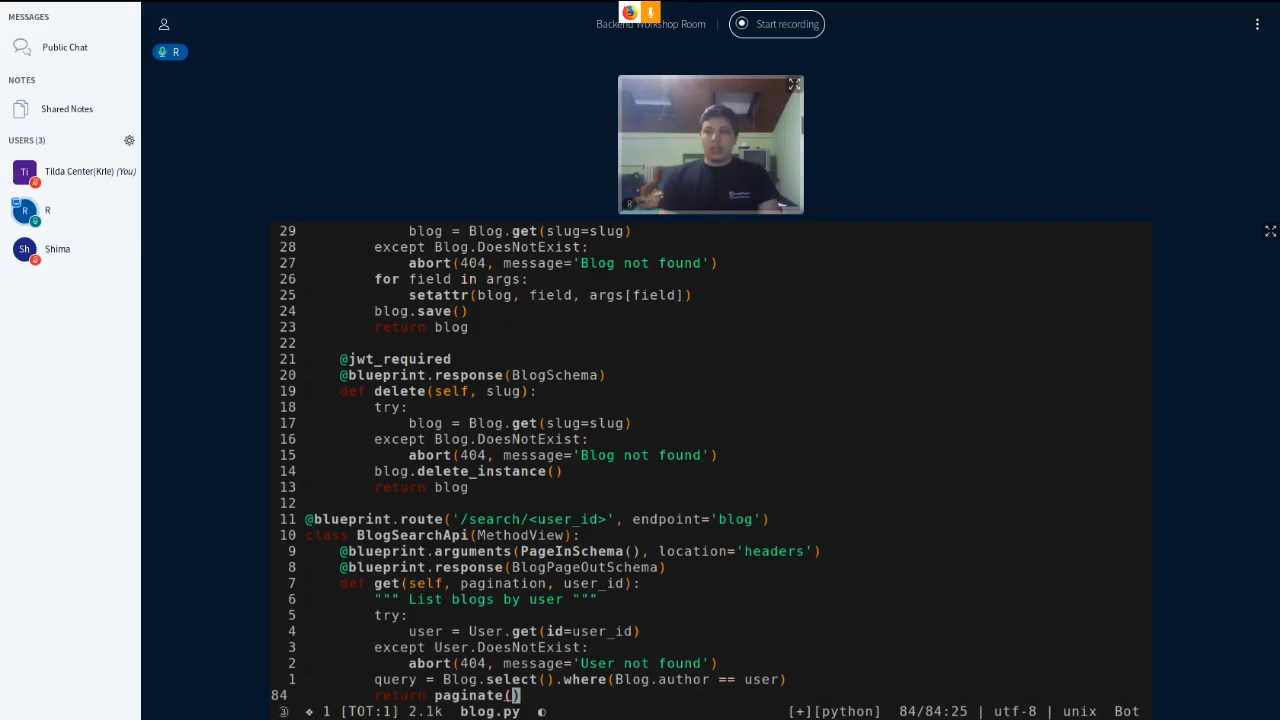 MESSAGES
Public Chat
NOTES
Shared Notes
USERS (3)
Ti Tilda Center(Krle) (You)
R R
Sh Shima
Backend Workshop Room
Start recording
R
R
29 blog = Blog.get(slug=slug)
28 except Blog.DoesNotExist:
27 abort(404, message='Blog not found')
26 for field in args:
25 setattr(blog, field, args[field])
24 blog.save()
23 return blog
22
21 @jwt_required
20 @blueprint.response(BlogSchema)
19 def delete(self, slug):
18 try:
17 blog = Blog.get(slug=slug)
16 except Blog.DoesNotExist:
15 abort(404, message='Blog not found')
14 blog.delete_instance()
13 return blog
12
11 @blueprint.route('/search/<user_id>', endpoint='blog')
10 class BlogSearchApi(MethodView):
9 @blueprint.arguments(PageInSchema(), location='headers')
8 @blueprint.response(BlogPageOutSchema)
7 def get(self, pagination, user_id):
6 """ List blogs by user """
5 try:
4 user = User.get(id=user_id)
3 except User.DoesNotExist:
2 abort(404, message='User not found')
1 query = Blog.select().where(Blog.author == user)
84 return paginate()
③ ❖ 1 [TOT:1] 2.1k blog.py [+][python] 84/84:25 | utf-8 | unix Bot